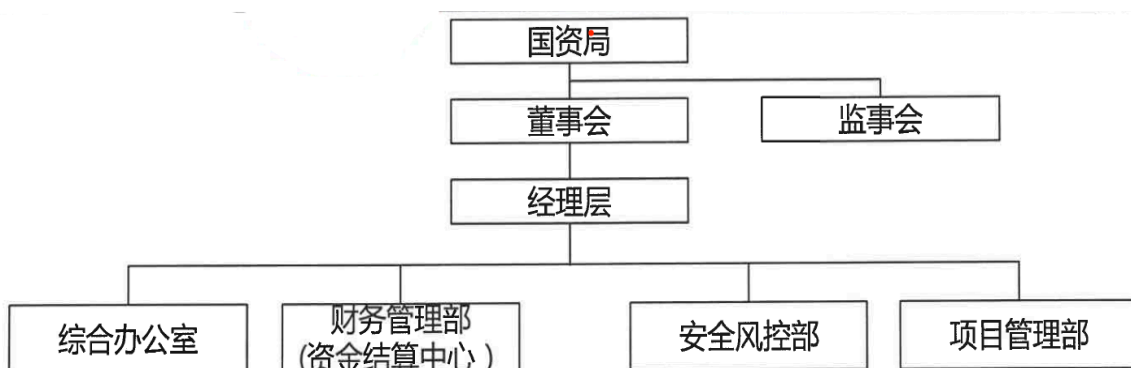 国资局
董事会
监事会
经理层
综合办公室
财务管理部
(资金结算中心)
安全风控部
项目管理部